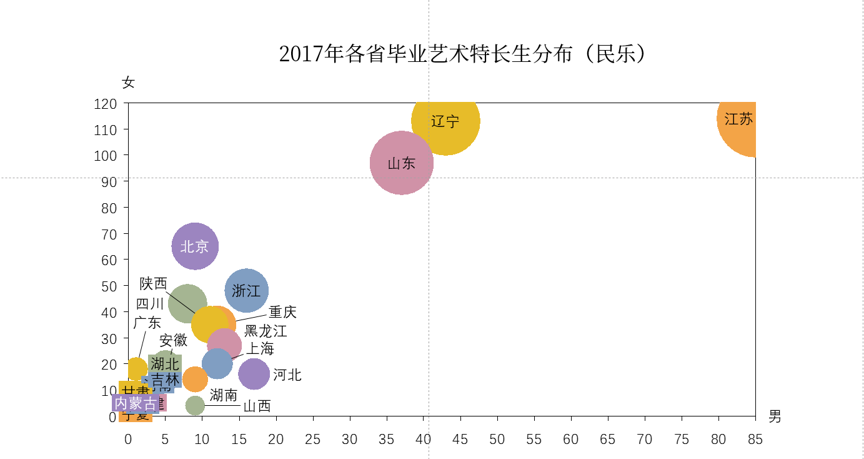 2017年各省毕业艺术特长生分布（民乐）
女
120
110
100
90
80
70
60
50
40
30
20
10
0
辽宁
江苏
山东
北京
陕西
浙江
四川
重庆
广东
黑龙江
安徽
上海
湖北
吉林
河北
甘肃
湖南
内蒙古
山西
宁夏
男
0 5 10 15 20 25 30 35 40 45 50 55 60 65 70 75 80 85